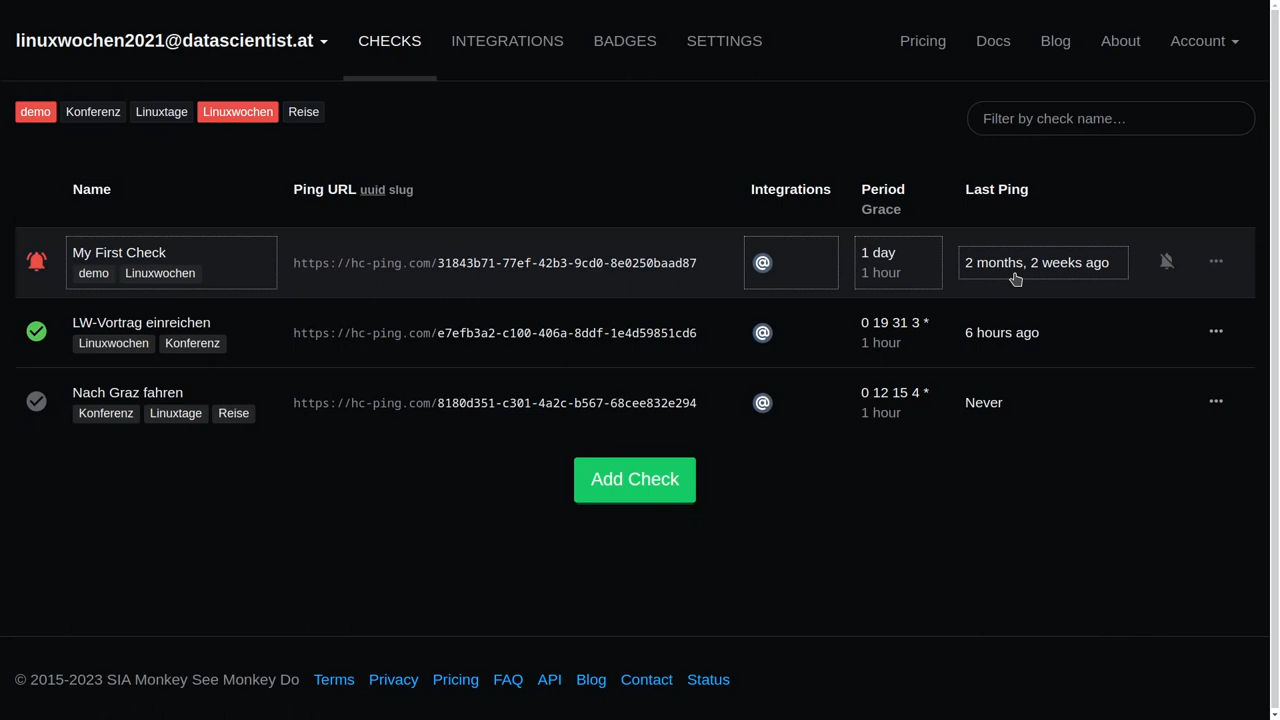 linuxwochen2021@datascientist.at CHECKS INTEGRATIONS BADGES SETTINGS Pricing Docs Blog About Account
demo Konferenz Linuxtage Linuxwochen Reise
Filter by check name…
Name Ping URL uuid slug Integrations Period Last Ping
Grace
My First Check https://hc-ping.com/31843b71-77ef-42b3-9cd0-8e0250baad87 @ 1 day 2 months, 2 weeks ago
demo Linuxwochen 1 hour
LW-Vortrag einreichen https://hc-ping.com/e7efb3a2-c100-406a-8ddf-1e4d59851cd6 @ 0 19 31 3 * 6 hours ago
Linuxwochen Konferenz 1 hour
Nach Graz fahren https://hc-ping.com/8180d351-c301-4a2c-b567-68cee832e294 @ 0 12 15 4 * Never
Konferenz Linuxtage Reise 1 hour
Add Check
© 2015-2023 SIA Monkey See Monkey Do Terms Privacy Pricing FAQ API Blog Contact Status